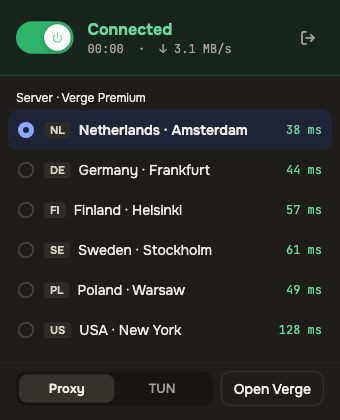 Connected
00:00 · ↓ 3.1 MB/s
Server · Verge Premium
NL Netherlands · Amsterdam 38 ms
DE Germany · Frankfurt 44 ms
FI Finland · Helsinki 57 ms
SE Sweden · Stockholm 61 ms
PL Poland · Warsaw 49 ms
US USA · New York 128 ms
Proxy TUN Open Verge